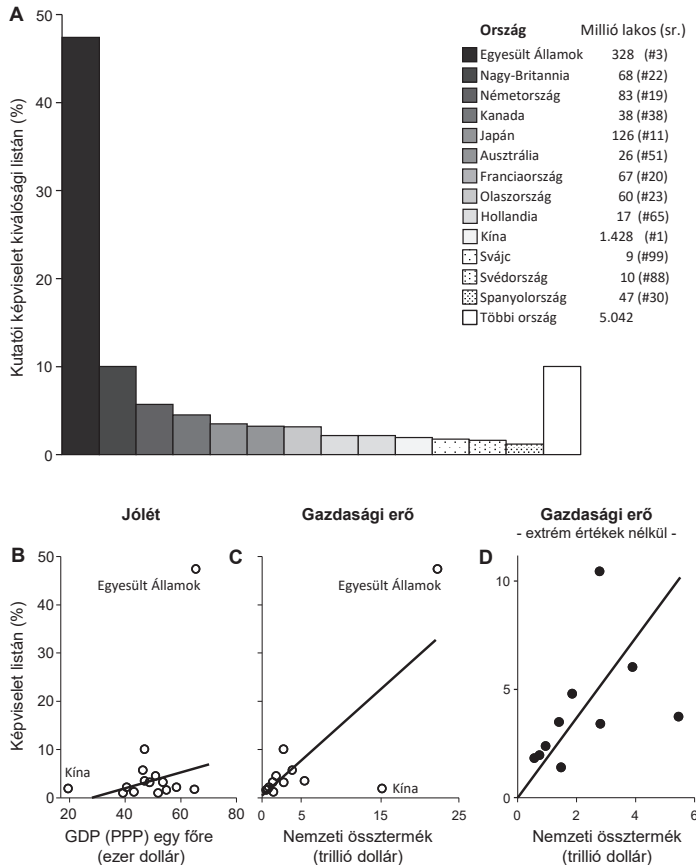 A
Kutatói képviselet kiválósági listán (%)
50
40
30
20
10
0
Ország Millió lakos (sr.)
Egyesült Államok 328 (#3)
Nagy-Britannia 68 (#22)
Németország 83 (#19)
Kanada 38 (#38)
Japán 126 (#11)
Ausztrália 26 (#51)
Franciaország 67 (#20)
Olaszország 60 (#23)
Hollandia 17 (#65)
Kína 1.428 (#1)
Svájc 9 (#99)
Svédország 10 (#88)
Spanyolország 47 (#30)
Többi ország 5.042
Jólét
B
Képviselet listán (%)
50
40
30
20
10
0
Egyesült Államok
Kína
20 40 60 80
GDP (PPP) egy főre
(ezer dollár)
Gazdasági erő
C
Egyesült Államok
Kína
0 15 25
Nemzeti össztermék
(trillió dollár)
Gazdasági erő
- extrém értékek nélkül -
D
10
5
0
0 2 4 6
Nemzeti össztermék
(trillió dollár)